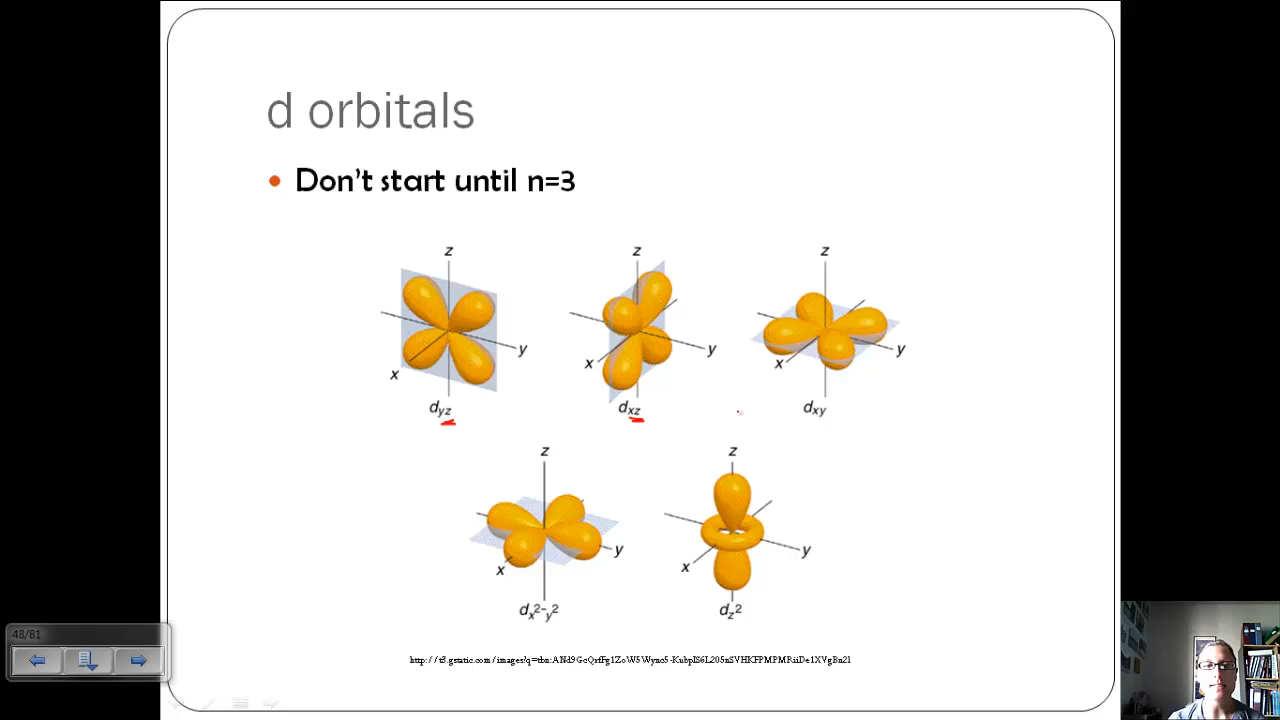 d orbitals
• Don't start until n=3
z z z
y y y
x x x
dyz dxz dxy
z z
y y
x x
dx²-y² dz²
48/81